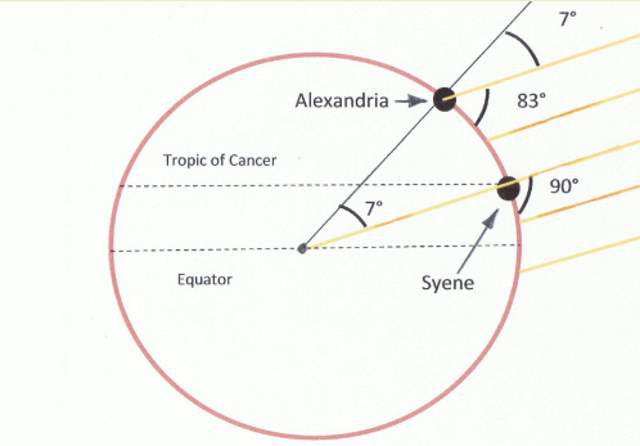 7°
Alexandria
83°
Tropic of Cancer
90°
7°
Equator
Syene